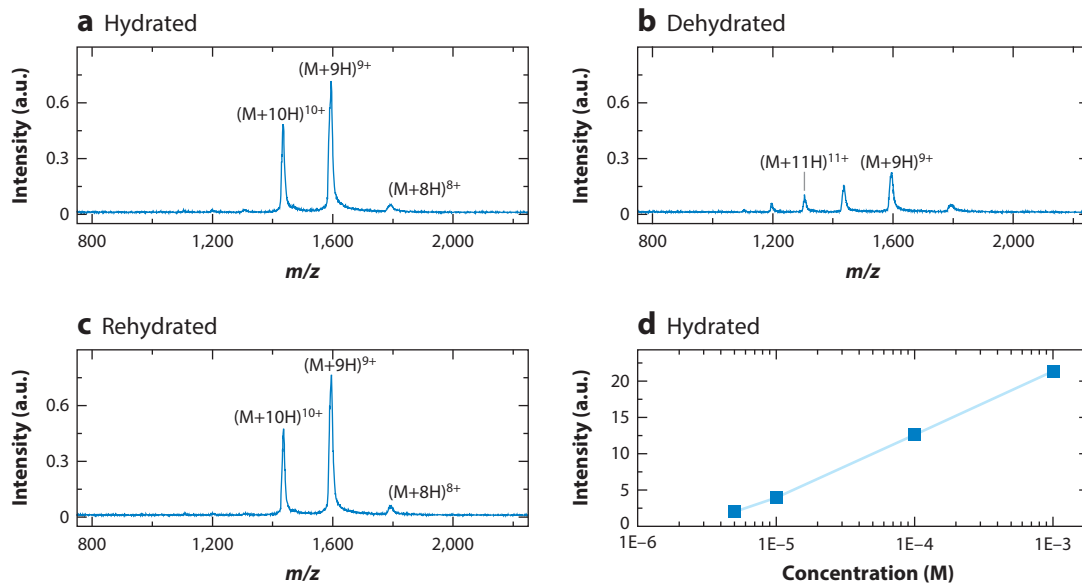 a Hydrated
Intensity (a.u.)
0.6
0.3
0
(M+10H)¹⁰⁺
(M+9H)⁹⁺
(M+8H)⁸⁺
800 1,200 1,600 2,000
m/z
b Dehydrated
Intensity (a.u.)
0.6
0.3
0
(M+11H)¹¹⁺
(M+9H)⁹⁺
800 1,200 1,600 2,000
m/z
c Rehydrated
Intensity (a.u.)
0.6
0.3
0
(M+10H)¹⁰⁺
(M+9H)⁹⁺
(M+8H)⁸⁺
800 1,200 1,600 2,000
m/z
d Hydrated
Intensity (a.u.)
20
15
10
5
0
1E–6 1E–5 1E–4 1E–3
Concentration (M)